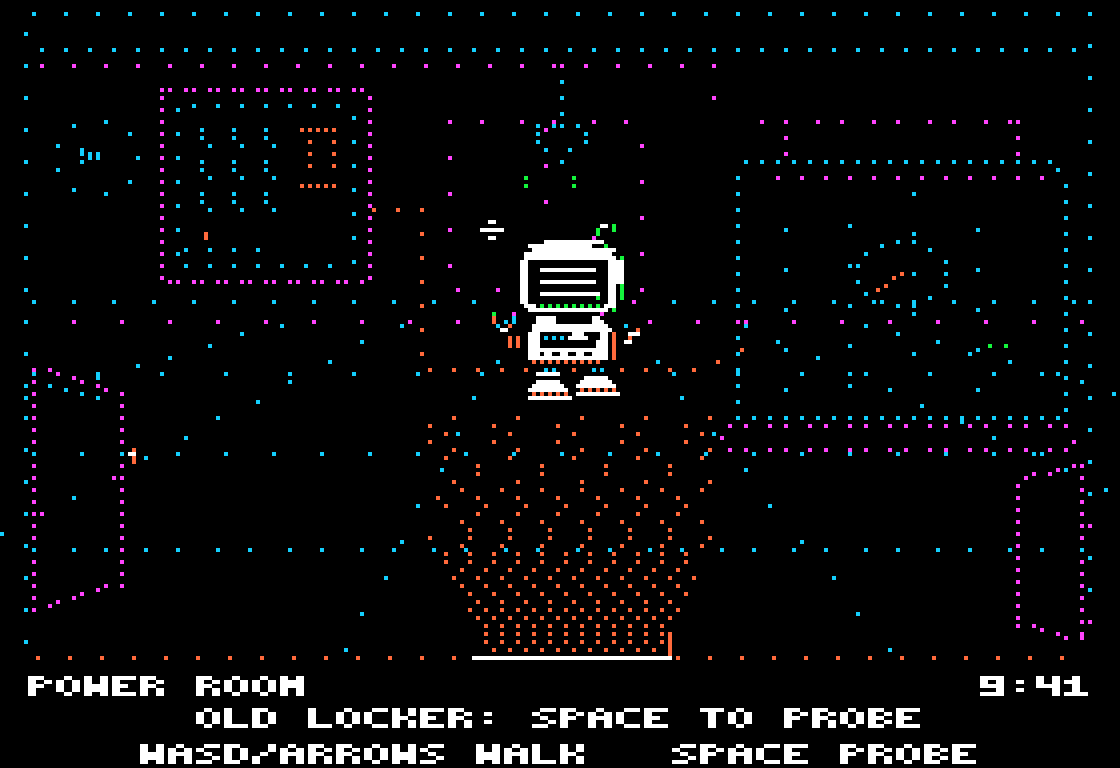 POWER ROOM 9:41
OLD LOCKER: SPACE TO PROBE
WASD/ARROWS WALK SPACE PROBE